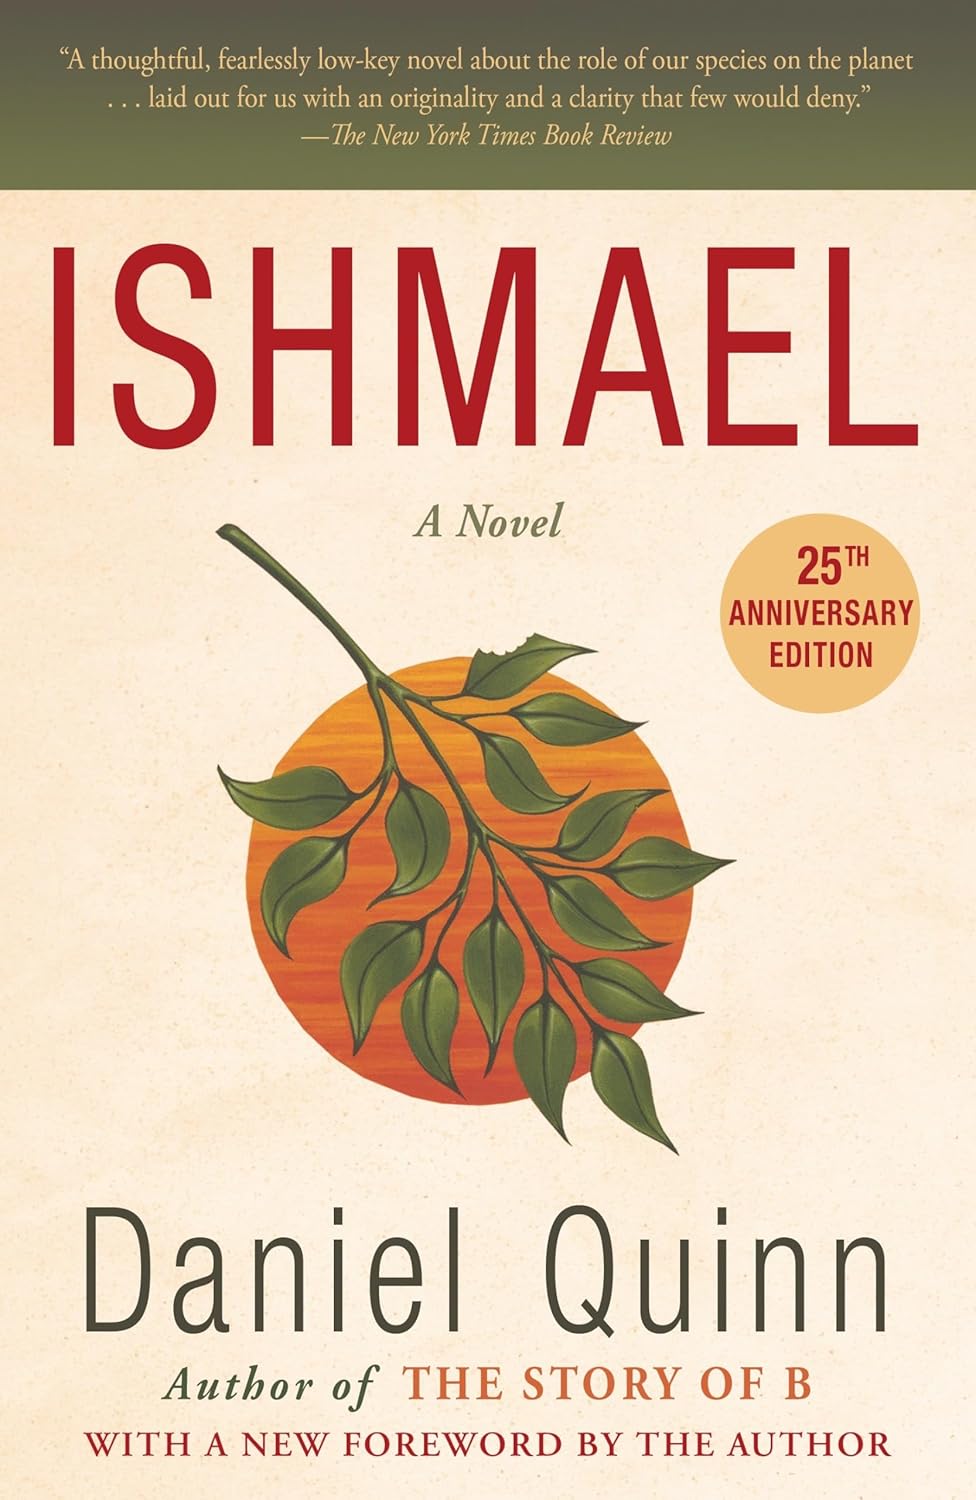 “A thoughtful, fearlessly low-key novel about the role of our species on the planet
. . . laid out for us with an originality and a clarity that few would deny.”
—The New York Times Book Review
ISHMAEL
A Novel
25TH
ANNIVERSARY
EDITION
Daniel Quinn
Author of THE STORY OF B
WITH A NEW FOREWORD BY THE AUTHOR